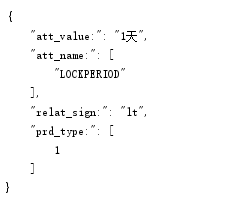 {
"att_value:": "1天",
"att_name:": [
"LOCKPERIOD"
],
"relat_sign:": "lt",
"prd_type:": [
1
]
}